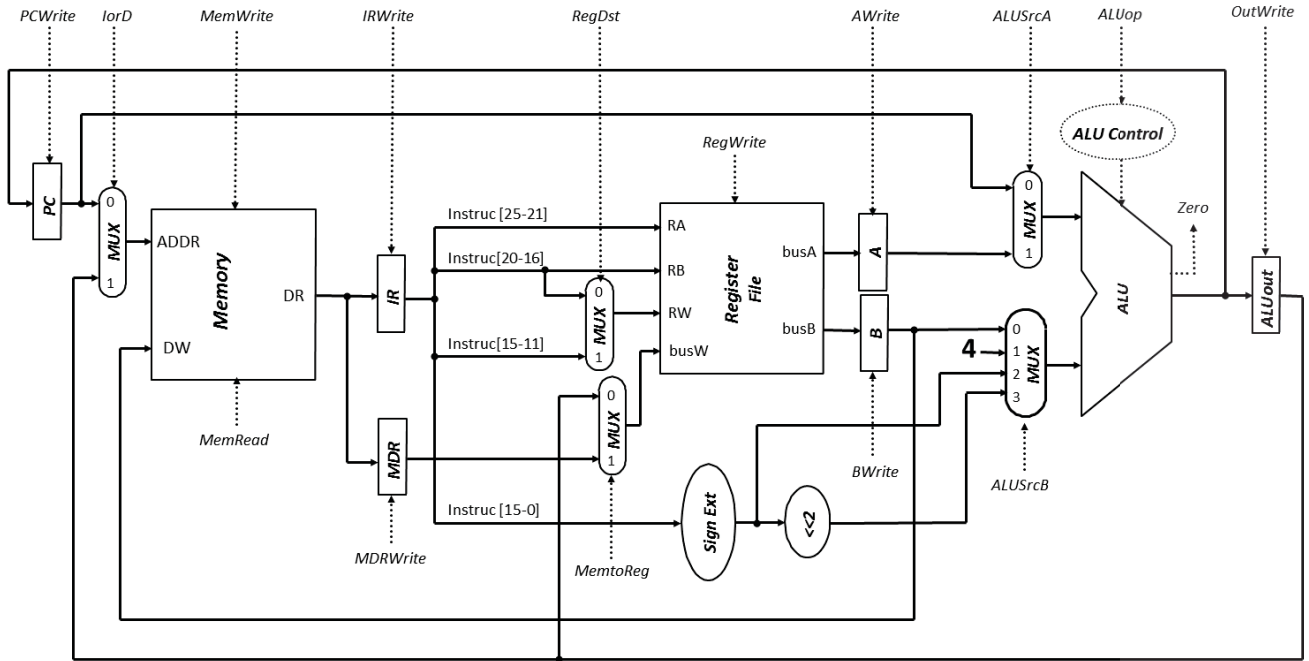 PCWrite
IorD
MemWrite
IRWrite
RegDst
AWrite
ALUSrcA
ALUop
OutWrite
ALU Control
RegWrite
PC
0
MUX
1
ADDR
Memory
DR
DW
MemRead
IR
MDR
MDRWrite
Instruc [25-21]
Instruc[20-16]
0
MUX
1
Instruc[15-11]
0
MUX
1
MemtoReg
Instruc [15-0]
RA
RB
RW
busW
Register
File
busA
busB
A
B
BWrite
Sign Ext
<<2
0
MUX
1
4
0
1
2
3
MUX
ALUSrcB
ALU
Zero
ALUout